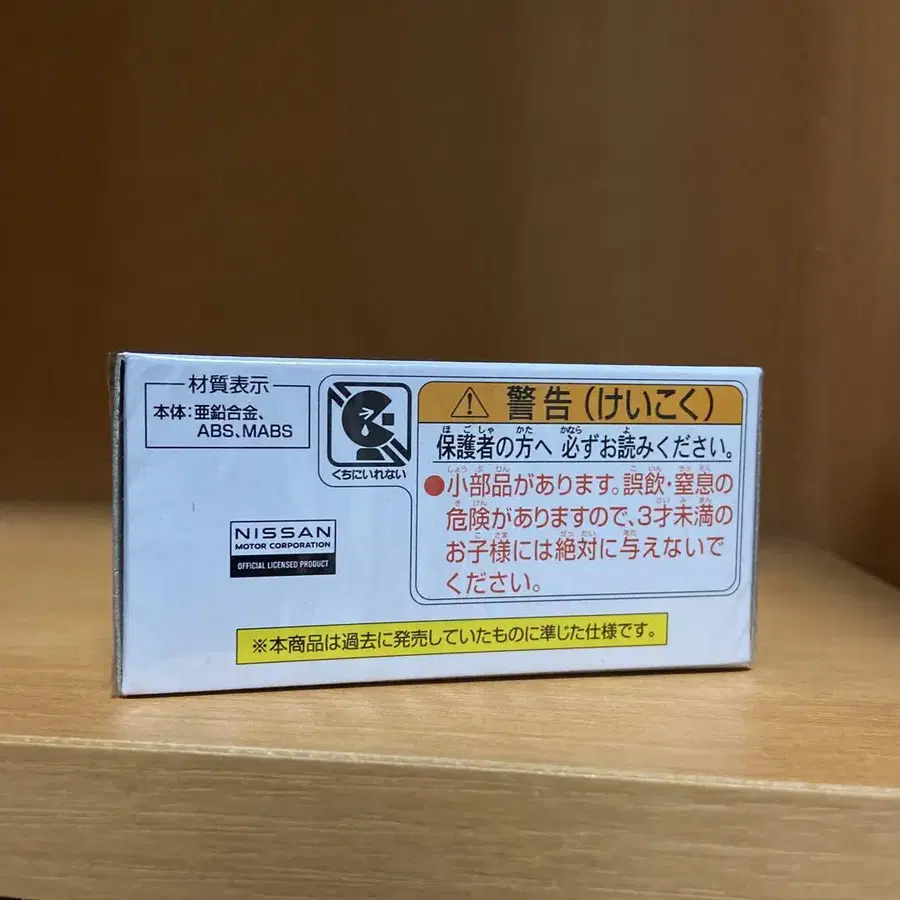 材質表示
本体:亜鉛合金、
ABS、MABS
くちにいれない
警告(けいこく)
ほごしゃ かた かなら よ
保護者の方へ 必ずお読みください。
しょうぶひん ごいん ちっそく
●小部品があります。誤飲・窒息の
きけん さいみまん
危険がありますので、3才未満の
こさま ぜったい あた
お子様には絶対に与えないで
ください。
NISSAN
MOTOR CORPORATION
OFFICIAL LICENSED PRODUCT
※本商品は過去に発売していたものに準じた仕様です。